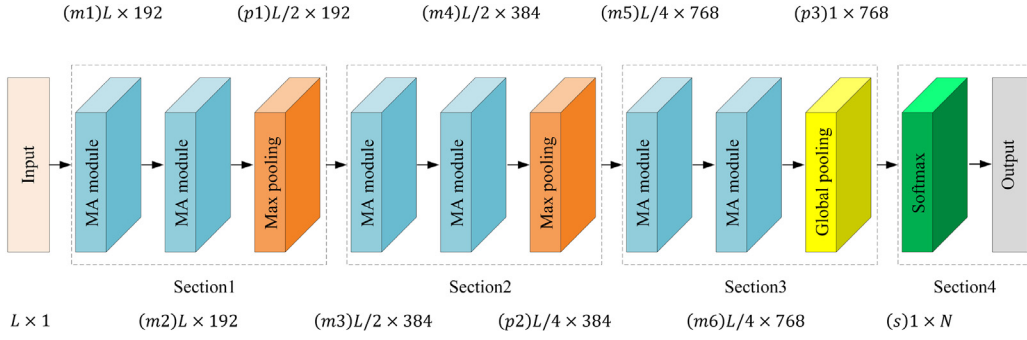 (m1)L × 192 (p1)L/2 × 192 (m4)L/2 × 384 (m5)L/4 × 768 (p3)1 × 768
Input MA module MA module Max pooling MA module MA module Max pooling MA module MA module Global pooling Softmax Output
Section1 Section2 Section3 Section4
L × 1 (m2)L × 192 (m3)L/2 × 384 (p2)L/4 × 384 (m6)L/4 × 768 (s)1 × N